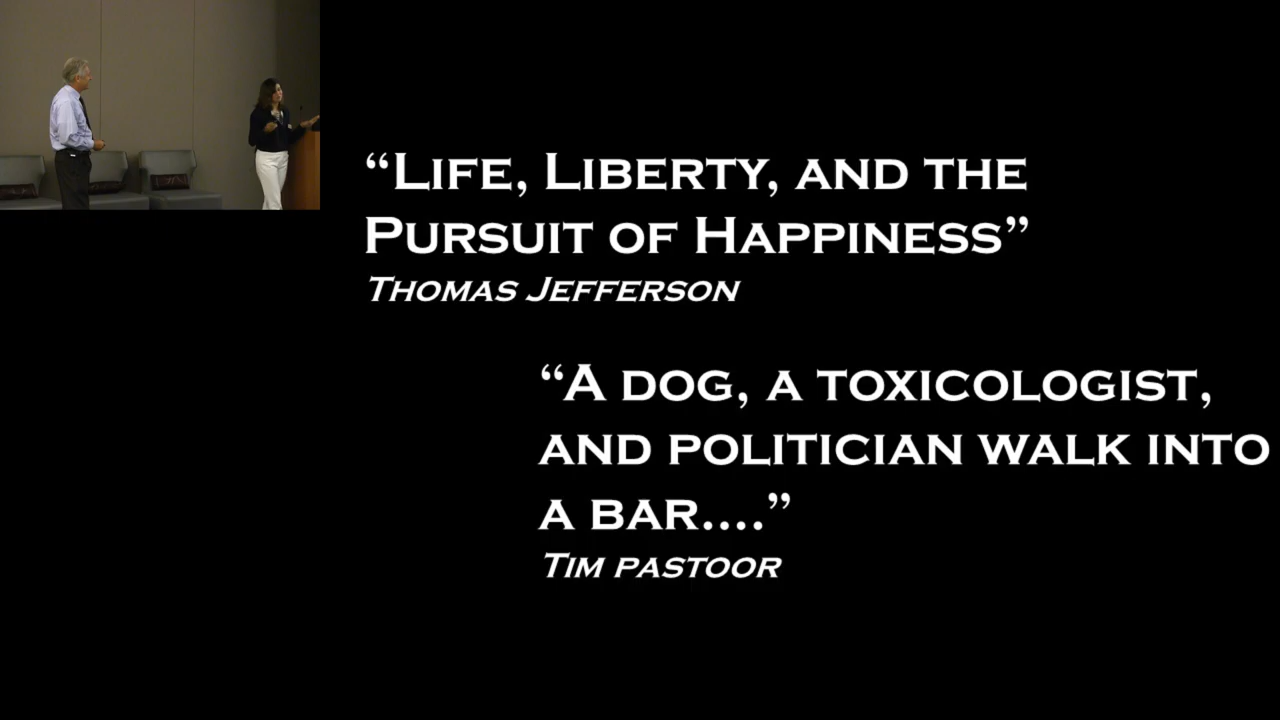 “Life, Liberty, and the
Pursuit of Happiness”
Thomas Jefferson
“A dog, a toxicologist,
and politician walk into
a bar....”
Tim pastoor